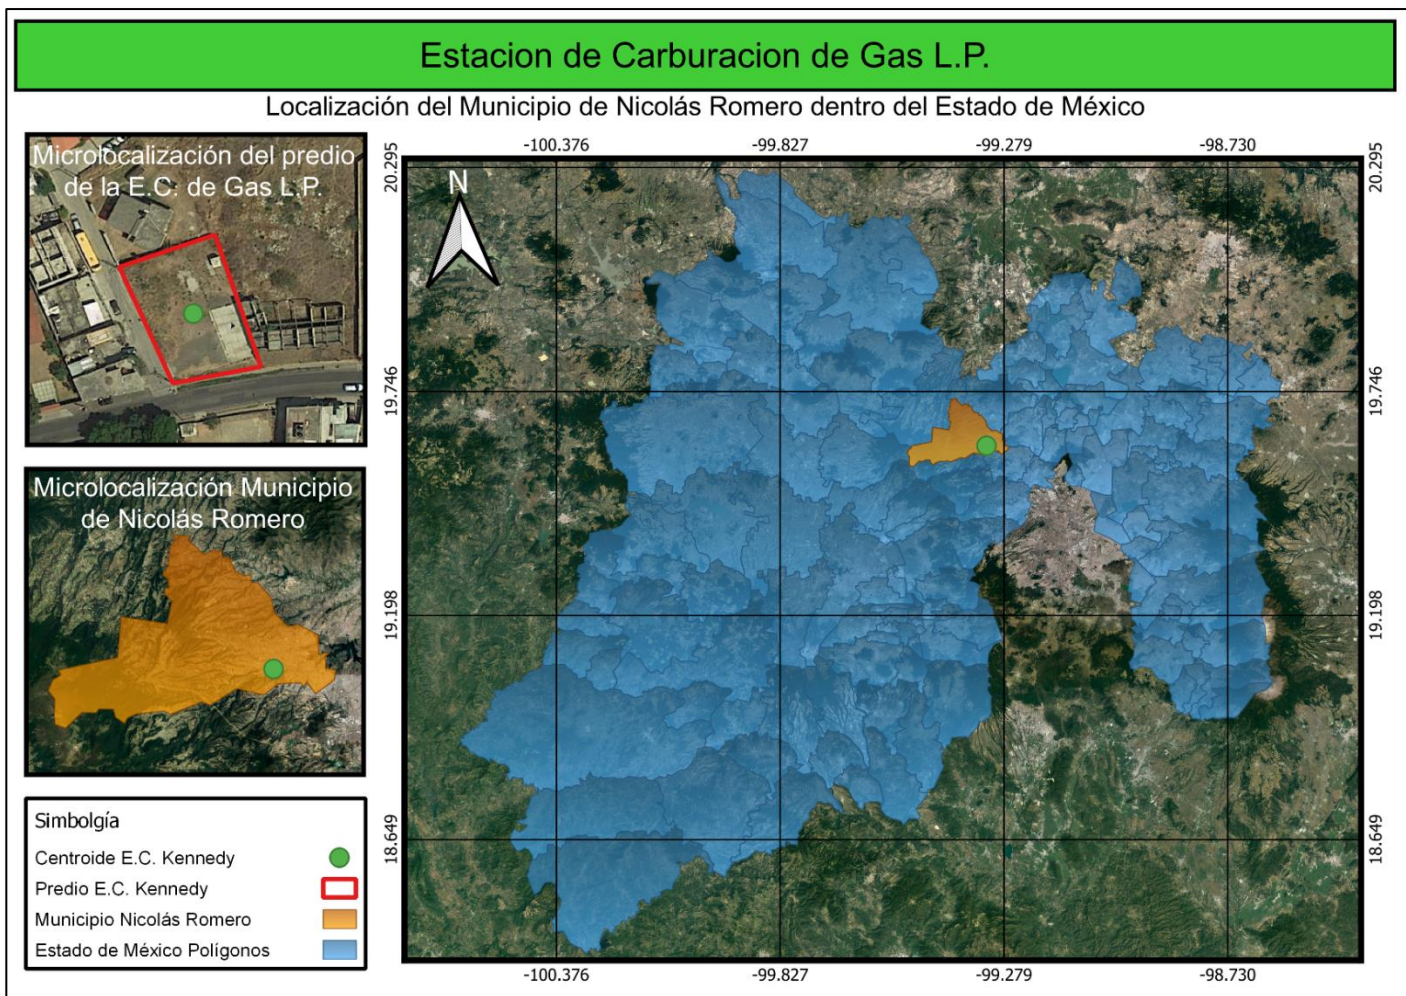 Estacion de Carburacion de Gas L.P.
Localización del Municipio de Nicolás Romero dentro del Estado de México
Microlocalización del predio
de la E.C. de Gas L.P.
Microlocalización Municipio
de Nicolás Romero
Simbolgía
Centroide E.C. Kennedy
Predio E.C. Kennedy
Municipio Nicolás Romero
Estado de México Polígonos
-100.376 -99.827 -99.279 -98.730
20.295 20.295
N
19.746 19.746
19.198 19.198
18.649 18.649
-100.376 -99.827 -99.279 -98.730